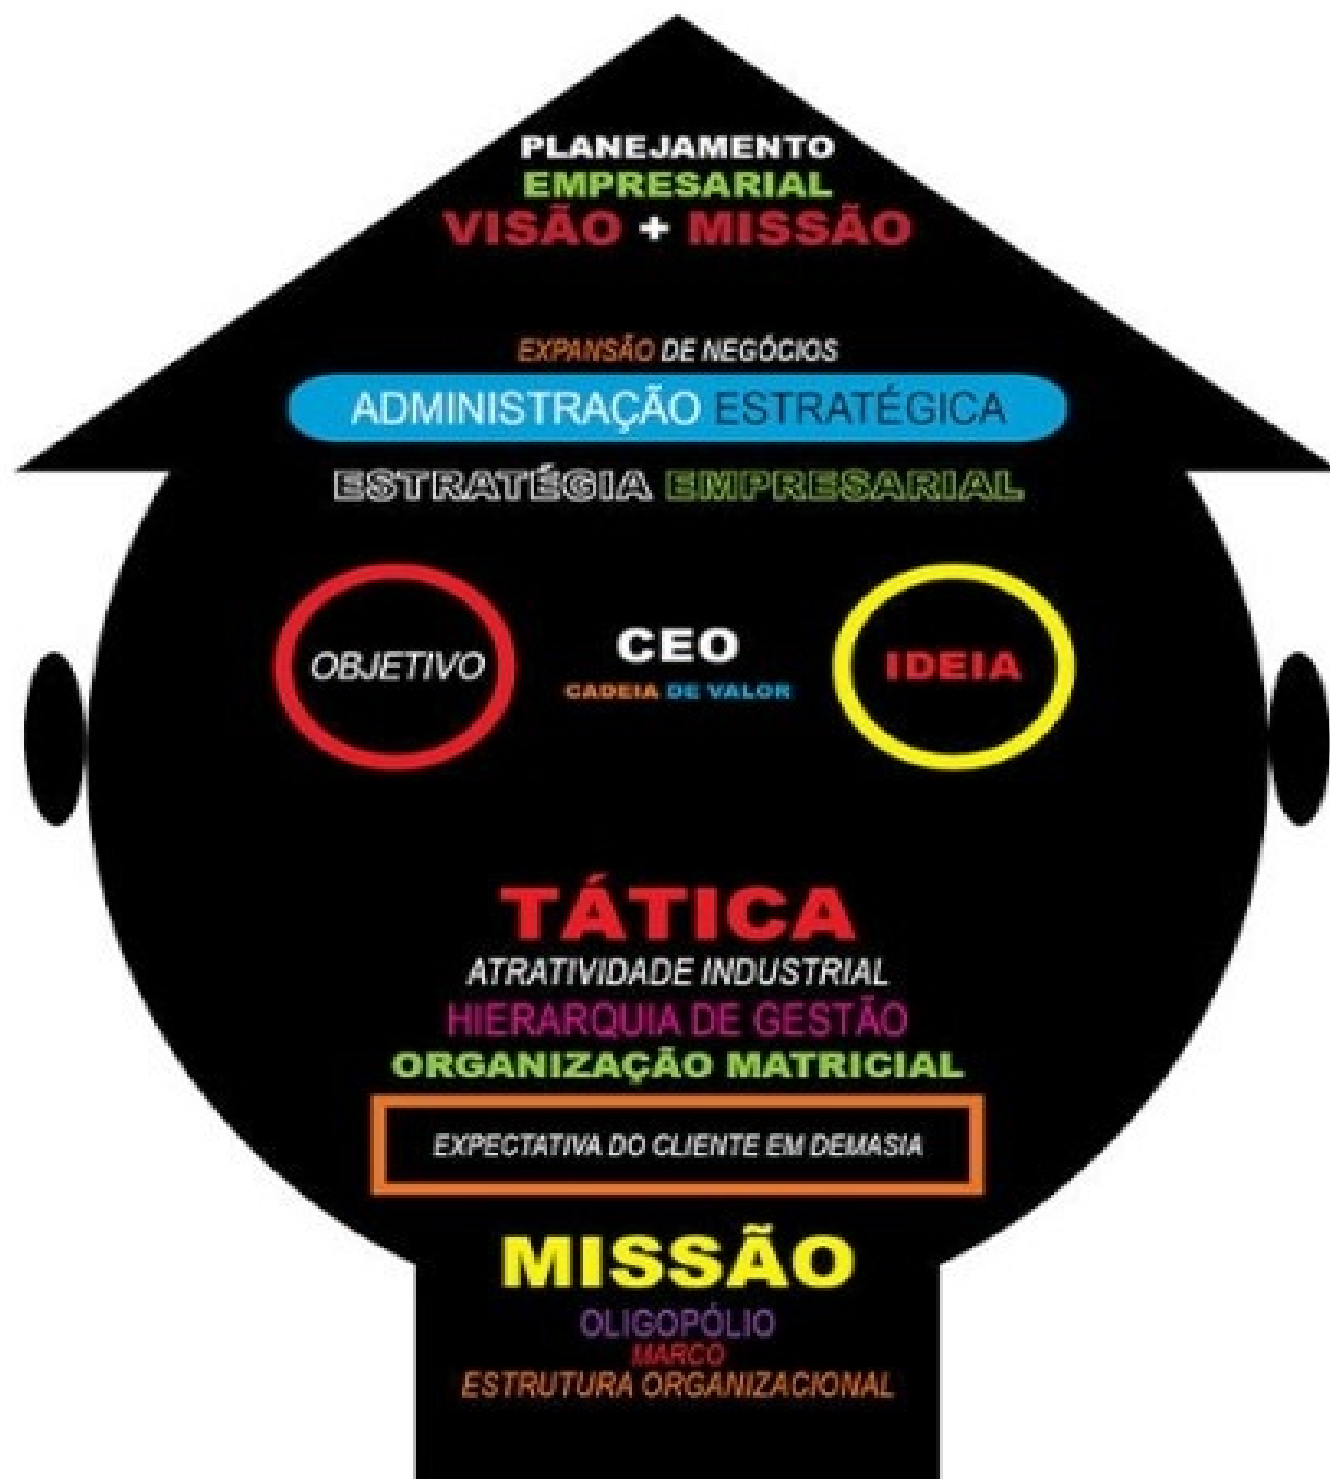 PLANEJAMENTO
EMPRESARIAL
VISÃO + MISSÃO
EXPANSÃO DE NEGÓCIOS
ADMINISTRAÇÃO ESTRATÉGICA
ESTRATÉGIA EMPRESARIAL
OBJETIVO
CEO
CADEIA DE VALOR
IDEIA
TÁTICA
ATRATIVIDADE INDUSTRIAL
HIERARQUIA DE GESTÃO
ORGANIZAÇÃO MATRICIAL
EXPECTATIVA DO CLIENTE EM DEMASIA
MISSÃO
OLIGOPÓLIO
MARCO
ESTRUTURA ORGANIZACIONAL